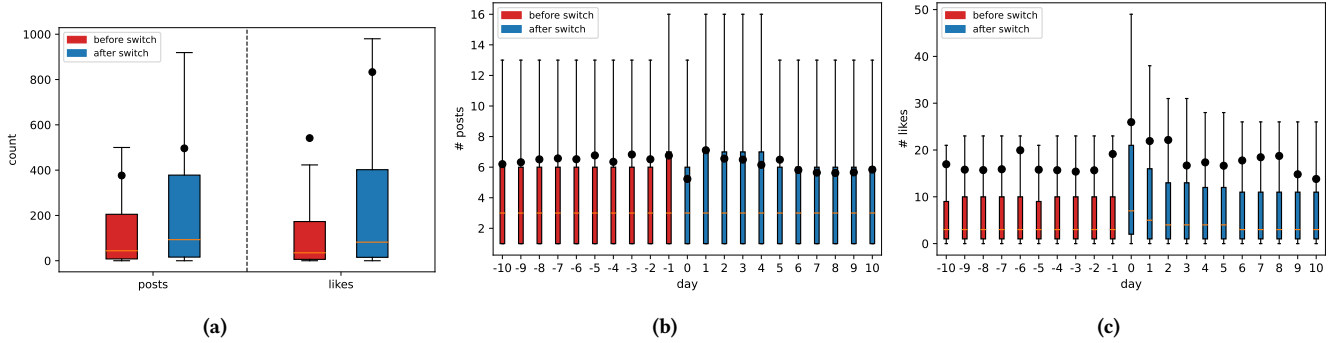 before switch
after switch
1000
800
600
400
200
0
count
posts
likes
(a)
before switch
after switch
16
14
12
10
8
6
4
2
# posts
-10 -9 -8 -7 -6 -5 -4 -3 -2 -1 0 1 2 3 4 5 6 7 8 9 10
day
(b)
before switch
after switch
50
40
30
20
10
0
# likes
-10 -9 -8 -7 -6 -5 -4 -3 -2 -1 0 1 2 3 4 5 6 7 8 9 10
day
(c)